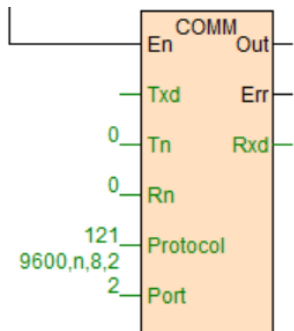 COMM
En Out
Txd Err
0 Tn Rxd
0 Rn
121 Protocol
9600,n,8,2
2 Port